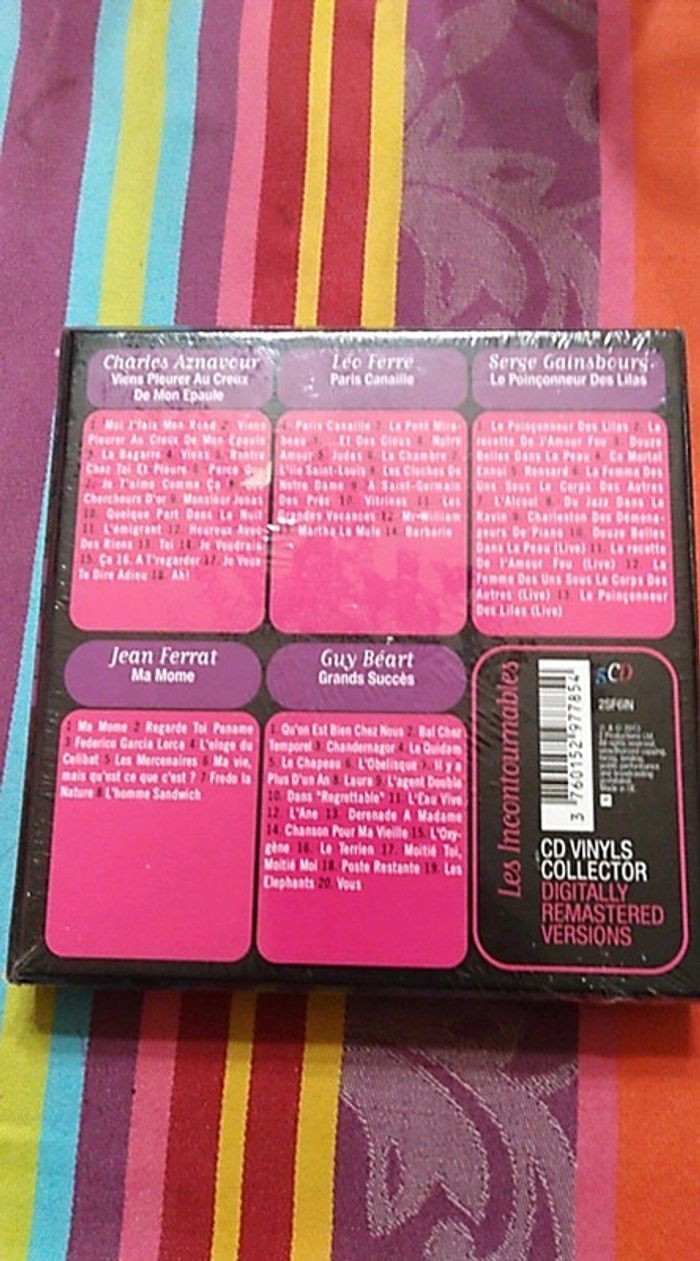 Charles Aznavour
Viens Pleurer Au Creux
De Mon Epaule
1. Moi J'fais Mon Rond 2. Viens
Pleurer Au Creux De Mon Epaule
3. Le Bagarre 4. Viens 5. Rentre
Chez Toi Et Pleure 6. Parce Que
7. Je T'aime Comme Ça 8.
Chercheurs D'or 9. Monsieur Jonas
10. Quelque Part Dans La Nuit
11. L'émigrant 12. Heureux Avec
Des Riens 13. Toi 14. Je Voudrais
15. Ça 16. A T'regarder 17. Je Veux
Te Dire Adieu 18. Ah!
Léo Ferre
Paris Canaille
1. Paris Canaille 2. Le Pont Mira-
beau 3. ...Et Des Clous 4. Notre
Amour 5. Judas 6. La Chambre 7.
L'île Saint-Louis 8. Les Cloches De
Notre Dame 9. A Saint-Germain
Des Prés 10. Vitrines 11. Les
Grandes Vacances 12. Mr William
13. Martha La Mule 14. Barbarie
Serge Gainsbourg
Le Poinçonneur Des Lilas
1. Le Poinçonneur Des Lilas 2. La
recette De l'Amour Fou 3. Douze
Belles Dans La Peau 4. Ce Mortel
Ennui 5. Ronsard 6. La Femme Des
Uns Sous Le Corps Des Autres
7. L'Alcool 8. Du Jazz Dans Le
Ravin 9. Charleston Des Déména-
geurs De Piano 10. Douze Belles
Dans La Peau (Live) 11. La recette
De l'Amour Fou (Live) 12. La
Femme Des Uns Sous Le Corps Des
Autres (Live) 13. Le Poinçonneur
Des Lilas (Live)
Jean Ferrat
Ma Mome
1 Ma Mome 2 Regarde Toi Paname
3 Federico Garcia Lorca 4 L'eloge du
Celibat 5 Les Mercenaires 6 Ma vie,
mais qu'est ce que c'est ? 7 Fredo la
Nature 8 L'homme Sandwich
Guy Béart
Grands Succès
1. Qu'on Est Bien Chez Nous 2. Bal Chez
Temporel 3. Chandernagor 4. Le Quidam
5. Le Chapeau 6. L'Obelisque 7. Il y a
Plus D'un An 8. Laura 9. L'agent Double
10. Dans "Regrettable" 11. L'Eau Vive
12. L'Ane 13. Derenade A Madame
14. Chanson Pour Ma Vieille 15. L'Oxy-
gène 16. Le Terrien 17. Moitié Toi,
Moitié Moi 18. Poste Restante 19. Les
Elephants 20. Vous
Les Incontournables
3 760152 977854
5CD
2SF6IN
CD VINYLS
COLLECTOR
DIGITALLY
REMASTERED
VERSIONS